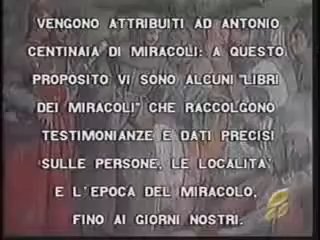 VENGONO ATTRIBUITI AD ANTONIO
CENTINAIA DI MIRACOLI: A QUESTO
PROPOSITO VI SONO ALCUNI "LIBRI
DEI MIRACOLI" CHE RACCOLGONO
TESTIMONIANZE E DATI PRECISI
SULLE PERSONE, LE LOCALITA'
E L'EPOCA DEL MIRACOLO,
FINO AI GIORNI NOSTRI.